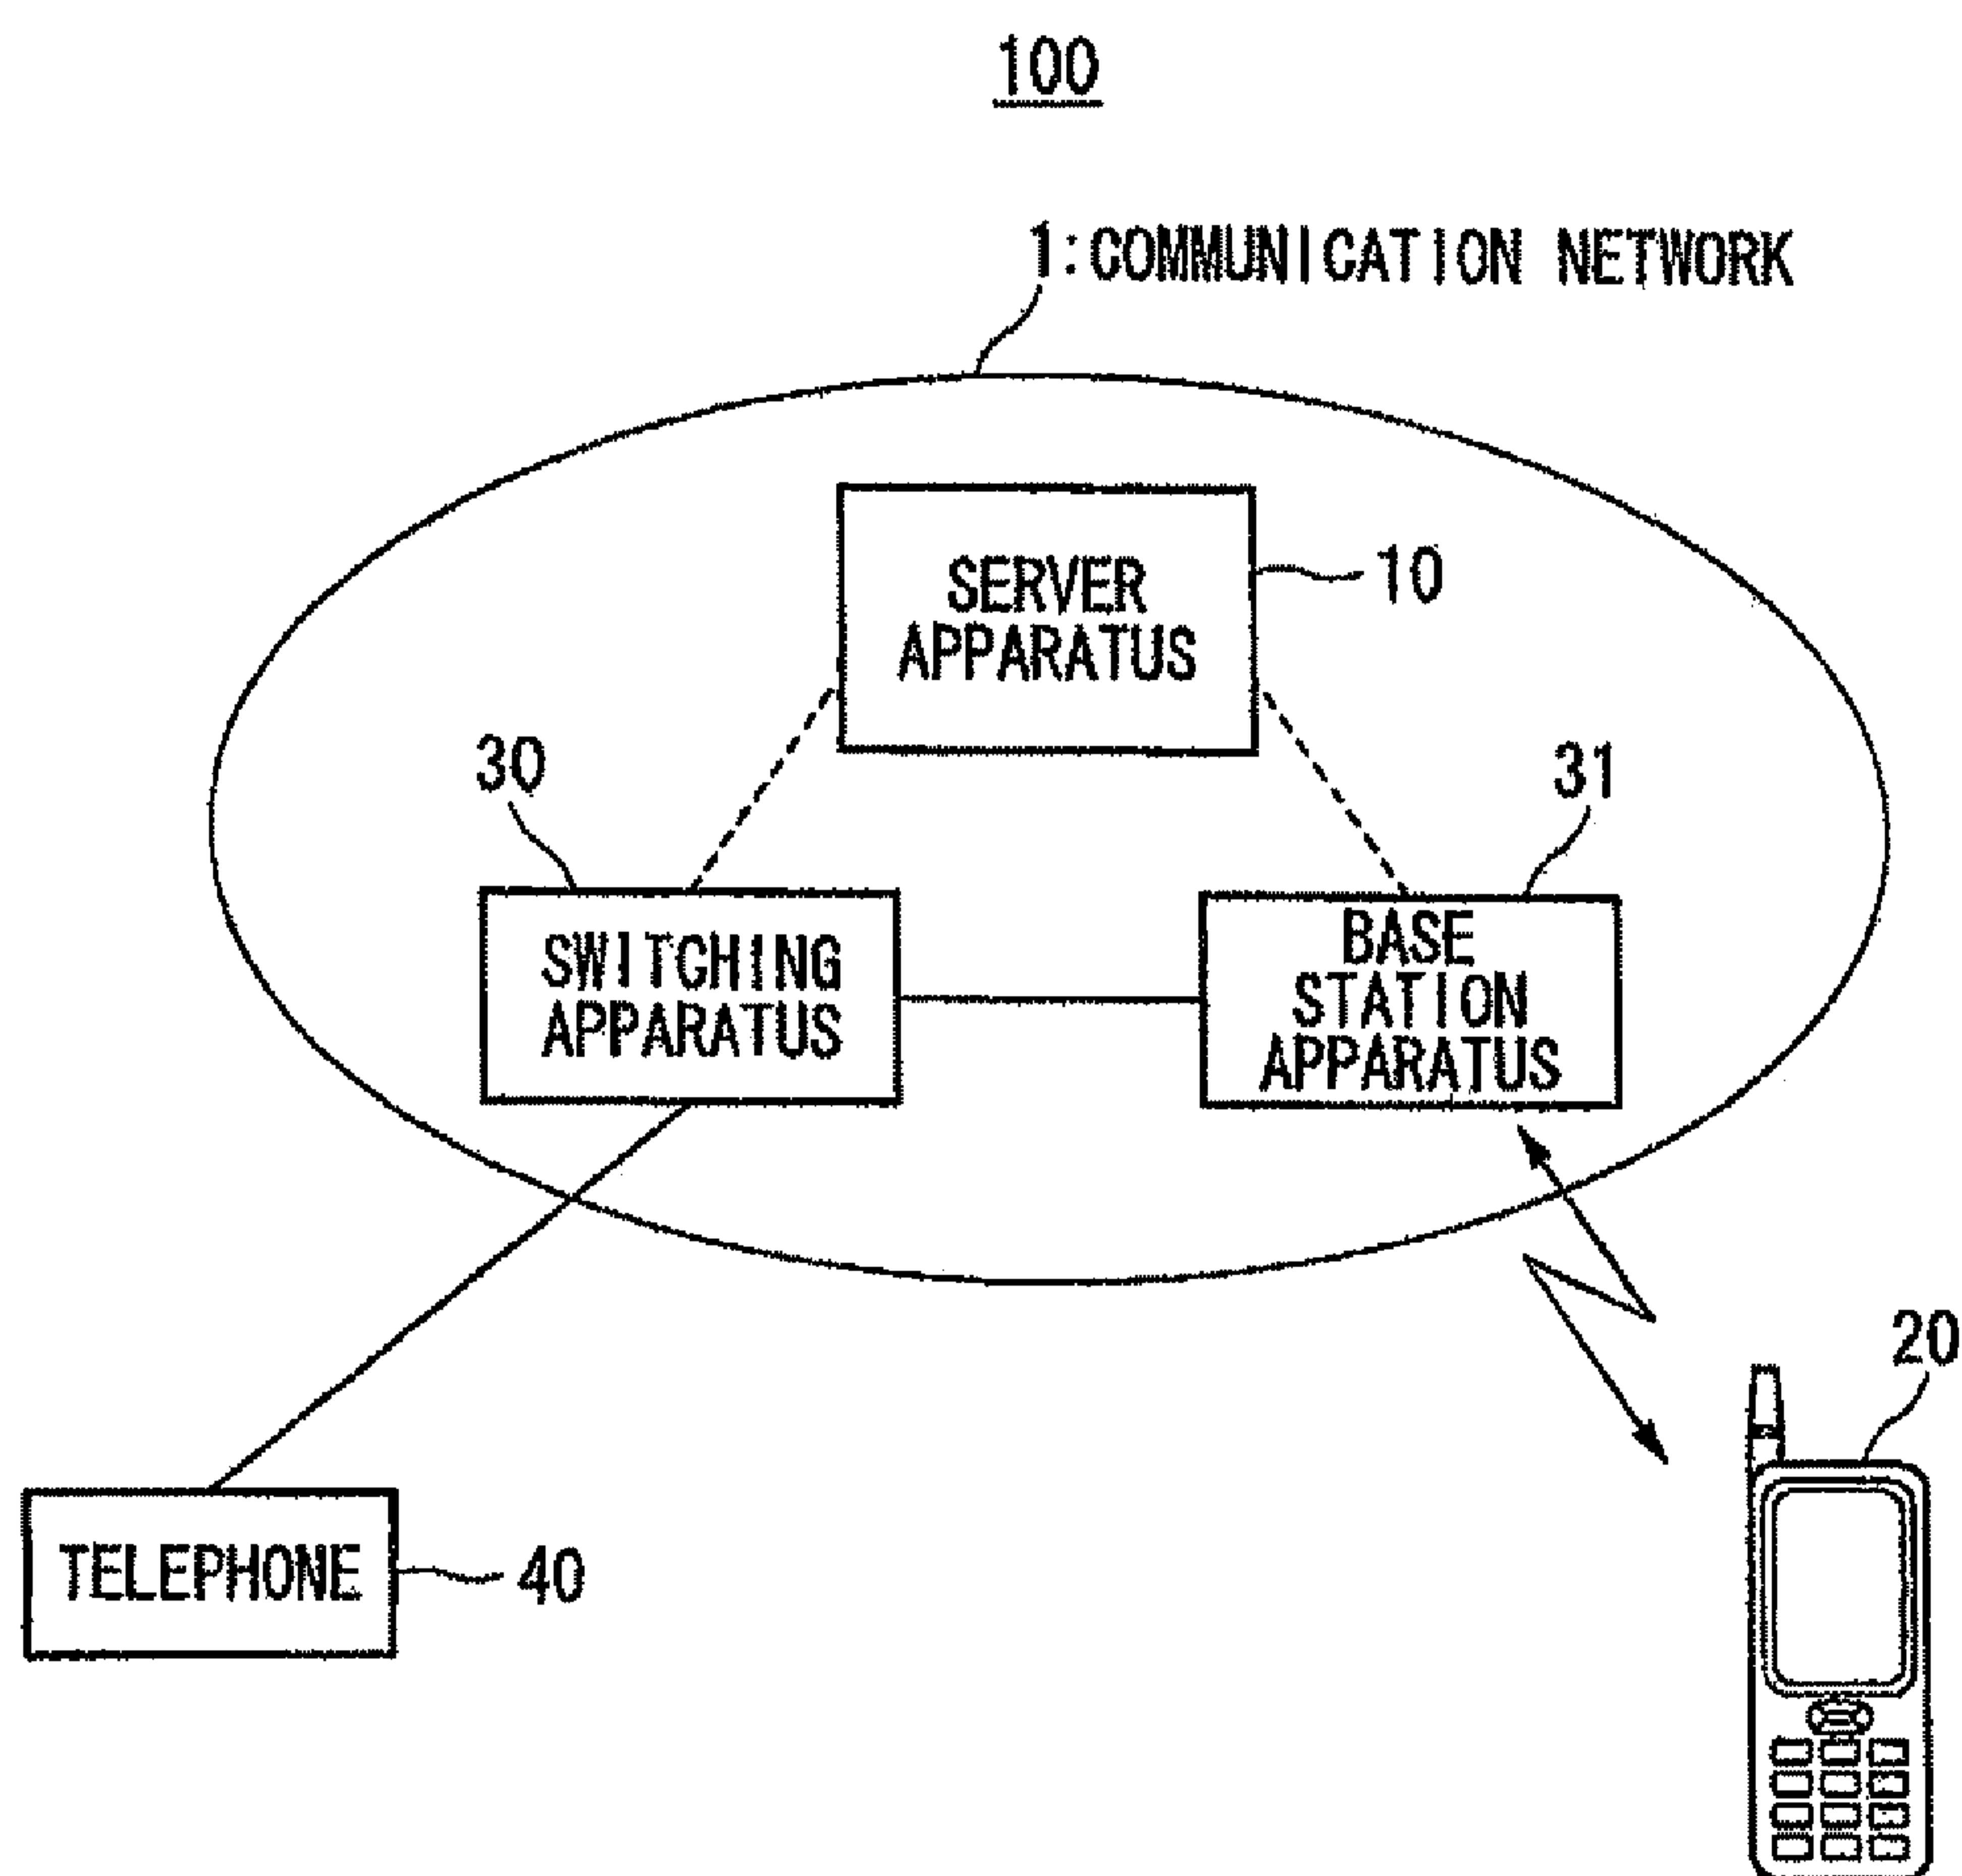 100
1:COMMUNICATION NETWORK
SERVER
APPARATUS
10
30
31
SWITCHING
APPARATUS
BASE
STATION
APPARATUS
20
TELEPHONE
40